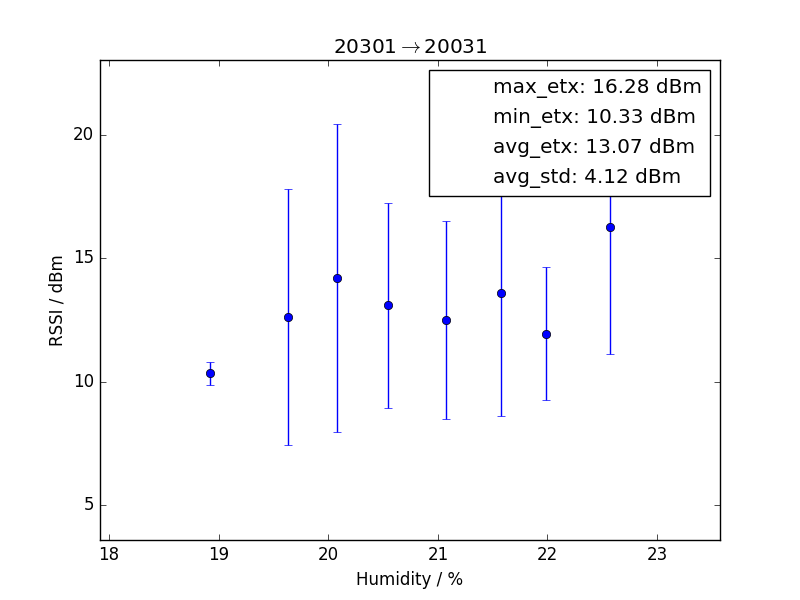 20301→20031
max_etx: 16.28 dBm
min_etx: 10.33 dBm
avg_etx: 13.07 dBm
avg_std: 4.12 dBm
RSSI / dBm
20
15
10
5
18 19 20 21 22 23
Humidity / %